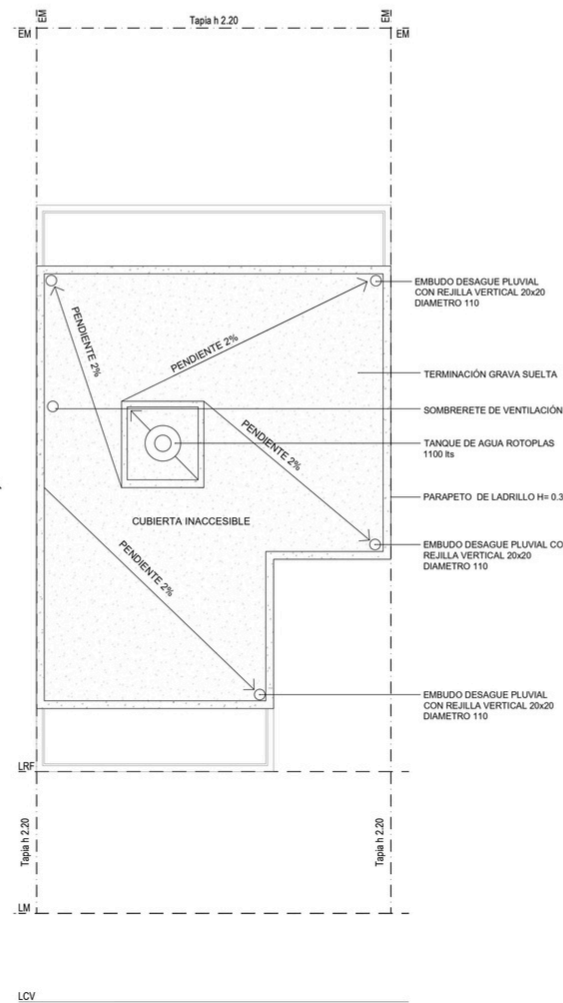 EM
EM
Tapia h 2.20
EM
EM
EMBUDO DESAGUE PLUVIAL
CON REJILLA VERTICAL 20x20
DIAMETRO 110
PENDIENTE 2%
PENDIENTE 2%
TERMINACIÓN GRAVA SUELTA
SOMBRERETE DE VENTILACIÓN
PENDIENTE 2%
TANQUE DE AGUA ROTOPLAS
1100 lts
PARAPETO DE LADRILLO H= 0.3
CUBIERTA INACCESIBLE
PENDIENTE 2%
EMBUDO DESAGUE PLUVIAL CO
REJILLA VERTICAL 20x20
DIAMETRO 110
EMBUDO DESAGUE PLUVIAL
CON REJILLA VERTICAL 20x20
DIAMETRO 110
LRF
Tapia h 2.20
Tapia h 2.20
LM
LCV